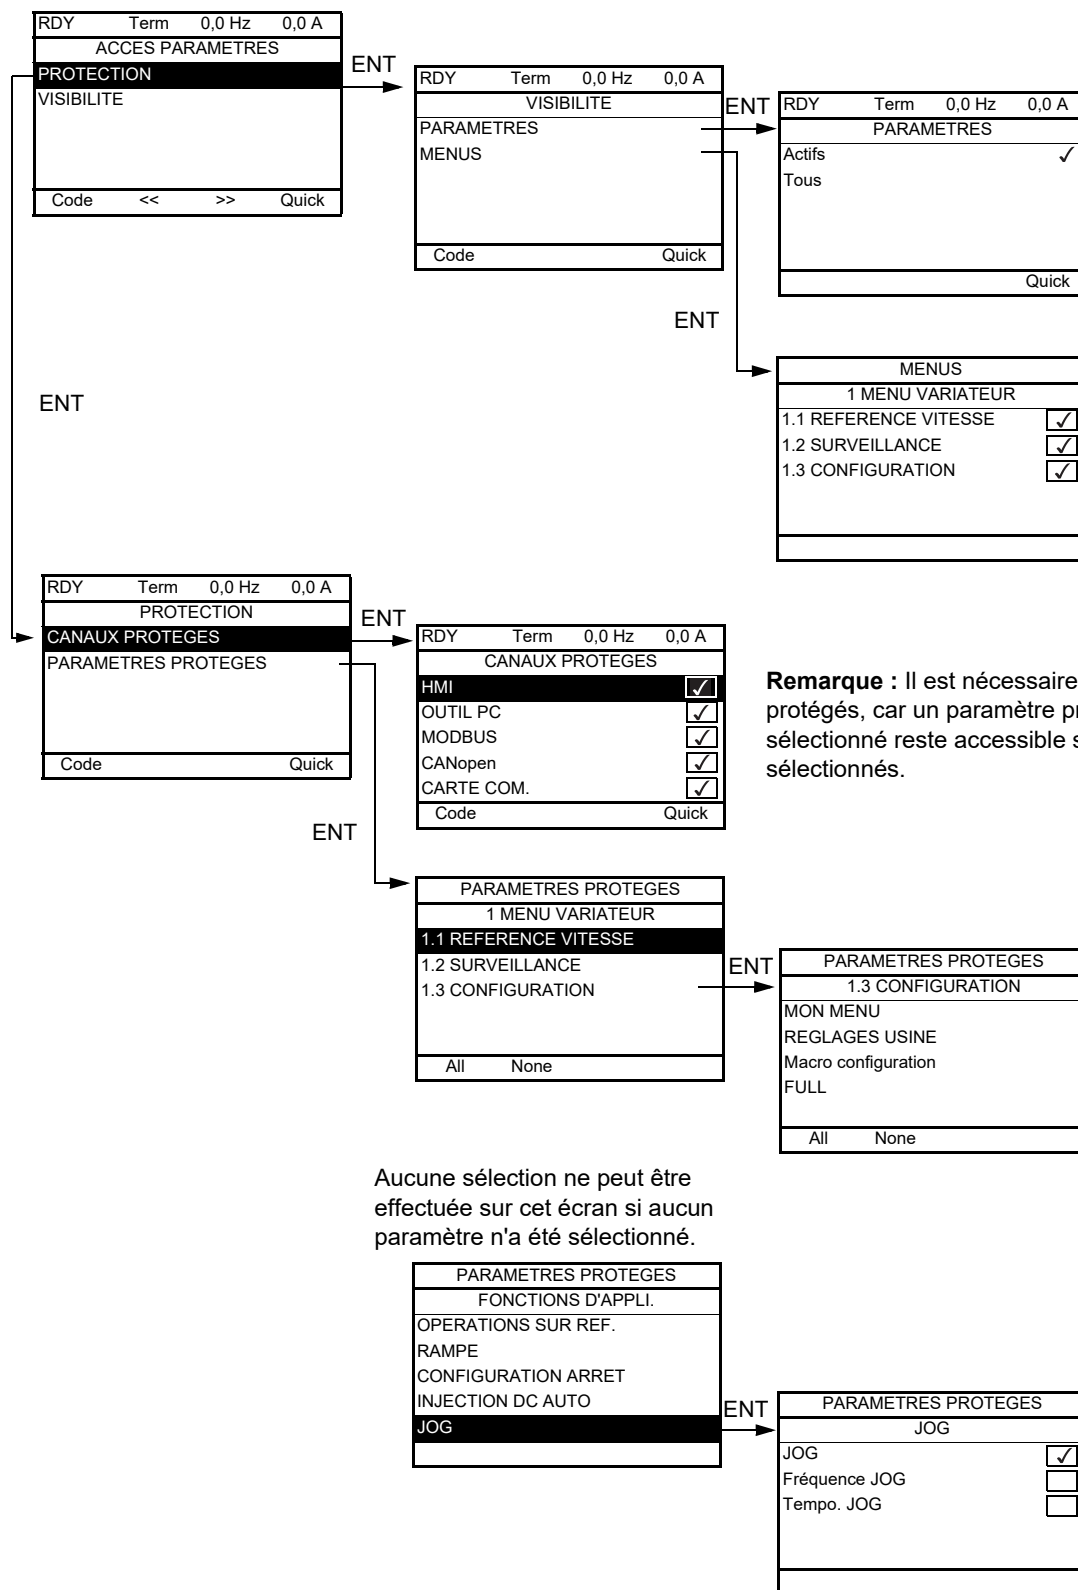 RDY Term 0,0 Hz 0,0 A
ACCES PARAMETRES
PROTECTION
VISIBILITE
Code << >> Quick
ENT
RDY Term 0,0 Hz 0,0 A
VISIBILITE
PARAMETRES
MENUS
Code Quick
ENT
RDY Term 0,0 Hz 0,0 A
PARAMETRES
Actifs ✓
Tous
Quick
ENT
MENUS
1 MENU VARIATEUR
1.1 REFERENCE VITESSE ✓
1.2 SURVEILLANCE ✓
1.3 CONFIGURATION ✓
ENT
RDY Term 0,0 Hz 0,0 A
PROTECTION
CANAUX PROTEGES
PARAMETRES PROTEGES
Code Quick
ENT
RDY Term 0,0 Hz 0,0 A
CANAUX PROTEGES
HMI ✓
OUTIL PC ✓
MODBUS ✓
CANopen ✓
CARTE COM. ✓
Code Quick
Remarque : Il est nécessaire
protégés, car un paramètre
sélectionné reste accessible
sélectionnés.
ENT
PARAMETRES PROTEGES
1 MENU VARIATEUR
1.1 REFERENCE VITESSE
1.2 SURVEILLANCE
1.3 CONFIGURATION
All None
ENT
PARAMETRES PROTEGES
1.3 CONFIGURATION
MON MENU
REGLAGES USINE
Macro configuration
FULL
All None
Aucune sélection ne peut être
effectuée sur cet écran si aucun
paramètre n'a été sélectionné.
PARAMETRES PROTEGES
FONCTIONS D'APPLI.
OPERATIONS SUR REF.
RAMPE
CONFIGURATION ARRET
INJECTION DC AUTO
JOG
ENT
PARAMETRES PROTEGES
JOG
JOG ✓
Fréquence JOG
Tempo. JOG